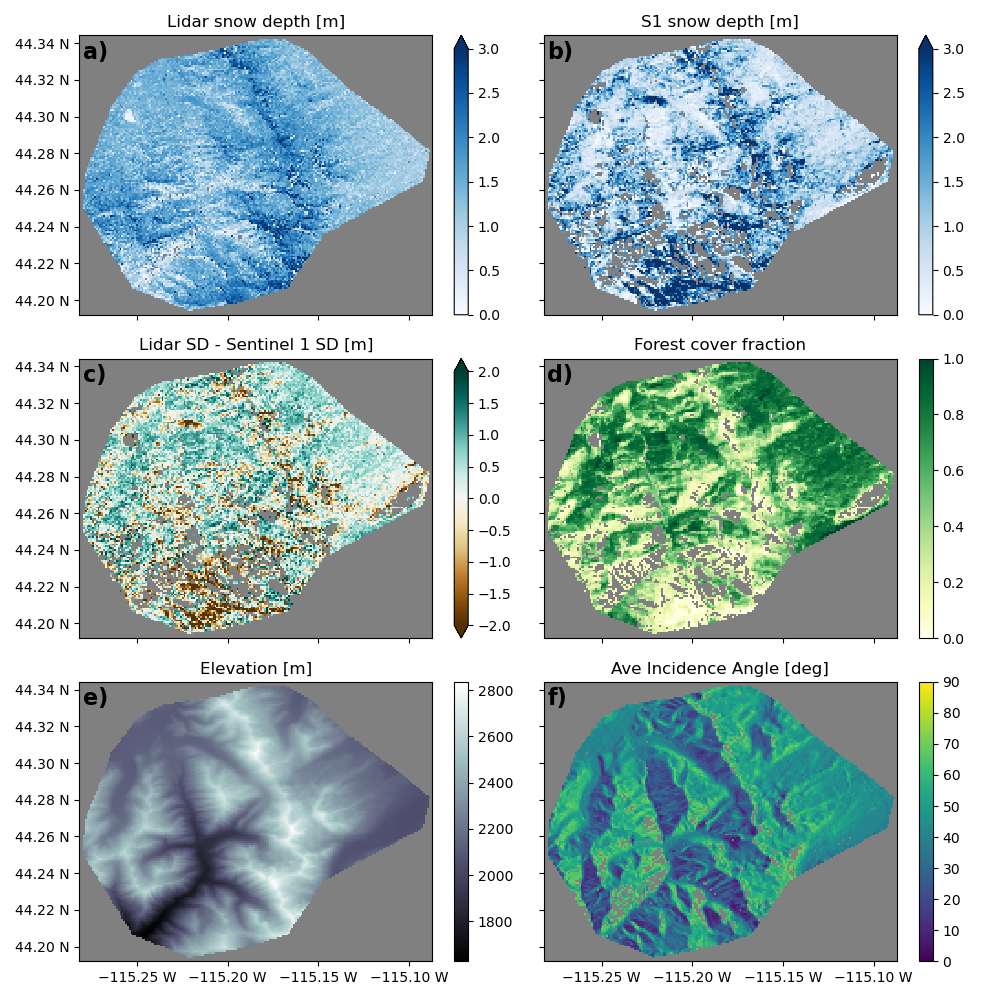 Lidar snow depth [m]
a)
44.34 N
44.32 N
44.30 N
44.28 N
44.26 N
44.24 N
44.22 N
44.20 N
3.0
2.5
2.0
1.5
1.0
0.5
0.0
S1 snow depth [m]
b)
3.0
2.5
2.0
1.5
1.0
0.5
0.0
Lidar SD - Sentinel 1 SD [m]
c)
44.34 N
44.32 N
44.30 N
44.28 N
44.26 N
44.24 N
44.22 N
44.20 N
2.0
1.5
1.0
0.5
0.0
−0.5
−1.0
−1.5
−2.0
Forest cover fraction
d)
1.0
0.8
0.6
0.4
0.2
0.0
Elevation [m]
e)
44.34 N
44.32 N
44.30 N
44.28 N
44.26 N
44.24 N
44.22 N
44.20 N
−115.25 W −115.20 W −115.15 W −115.10 W
2800
2600
2400
2200
2000
1800
Ave Incidence Angle [deg]
f)
−115.25 W −115.20 W −115.15 W −115.10 W
90
80
70
60
50
40
30
20
10
0